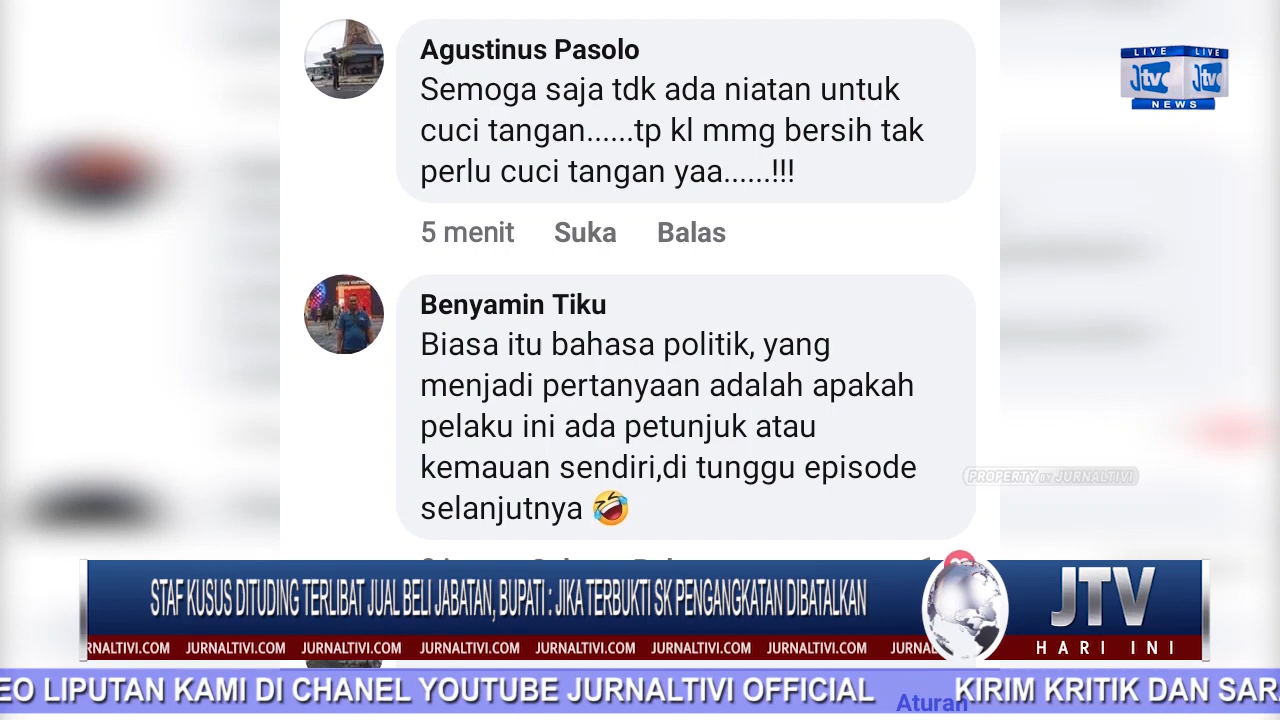 Agustinus Pasolo
Semoga saja tdk ada niatan untuk
cuci tangan......tp kl mmg bersih tak
perlu cuci tangan yaa......!!!
5 menit Suka Balas
LIVE LIVE
Jtv Jtv
NEWS
Benyamin Tiku
Biasa itu bahasa politik, yang
menjadi pertanyaan adalah apakah
pelaku ini ada petunjuk atau
kemauan sendiri,di tunggu episode
selanjutnya 🤣
PROPERTY BY JURNALTIVI
STAF KUSUS DITUDING TERLIBAT JUAL BELI JABATAN, BUPATI : JIKA TERBUKTI SK PENGANGKATAN DIBATALKAN
JTV
HARI INI
RNALTIVI.COM JURNALTIVI.COM JURNALTIVI.COM JURNALTIVI.COM JURNALTIVI.COM JURNALTIVI.COM JURNALTIVI.COM JURNAL
EO LIPUTAN KAMI DI CHANEL YOUTUBE JURNALTIVI OFFICIAL KIRIM KRITIK DAN SAR
Aturan